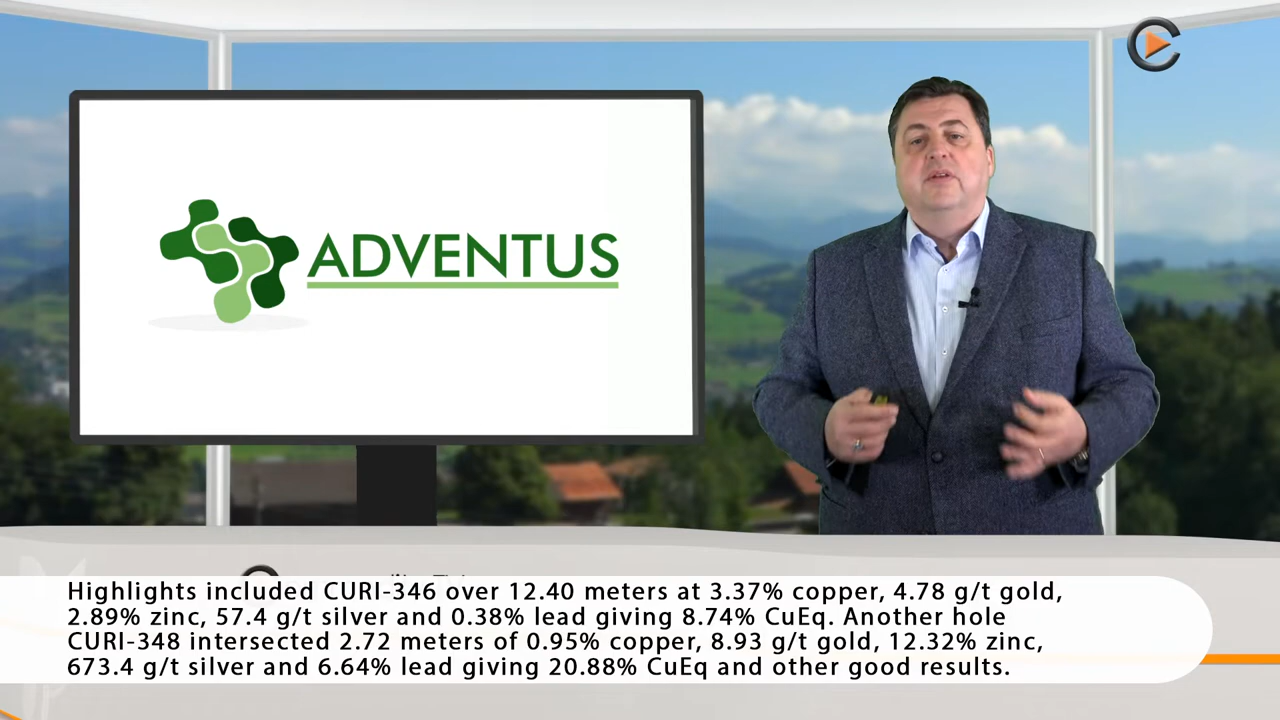 ADVENTUS
Highlights included CURI-346 over 12.40 meters at 3.37% copper, 4.78 g/t gold,
2.89% zinc, 57.4 g/t silver and 0.38% lead giving 8.74% CuEq. Another hole
CURI-348 intersected 2.72 meters of 0.95% copper, 8.93 g/t gold, 12.32% zinc,
673.4 g/t silver and 6.64% lead giving 20.88% CuEq and other good results.